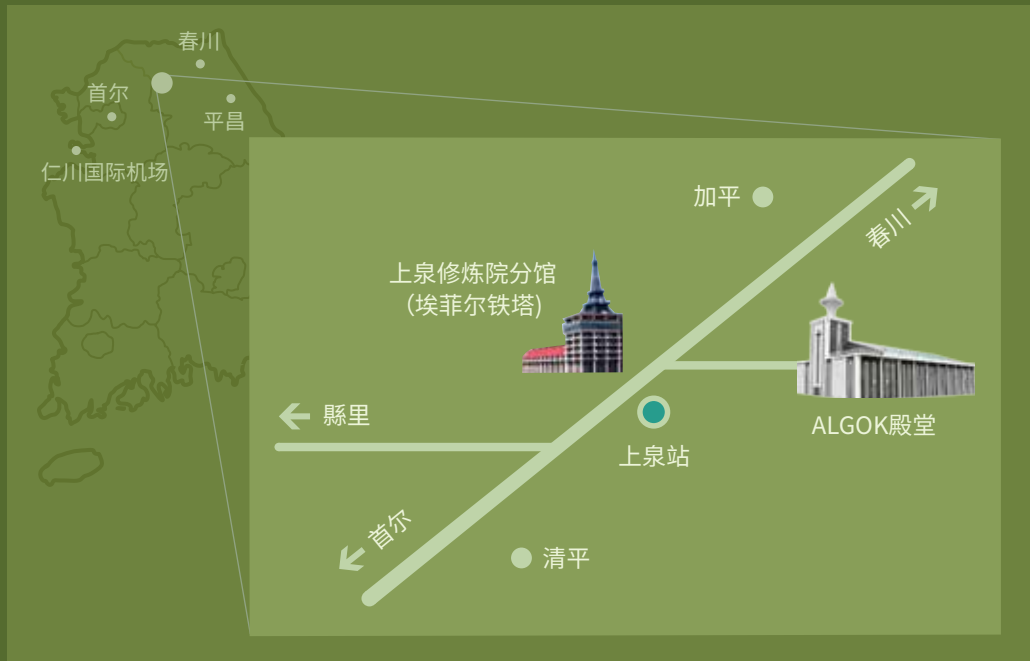 春川
首尔
平昌
仁川国际机场
加平
春川
上泉修炼院分馆
（埃菲尔铁塔)
縣里
ALGOK殿堂
上泉站
首尔
清平